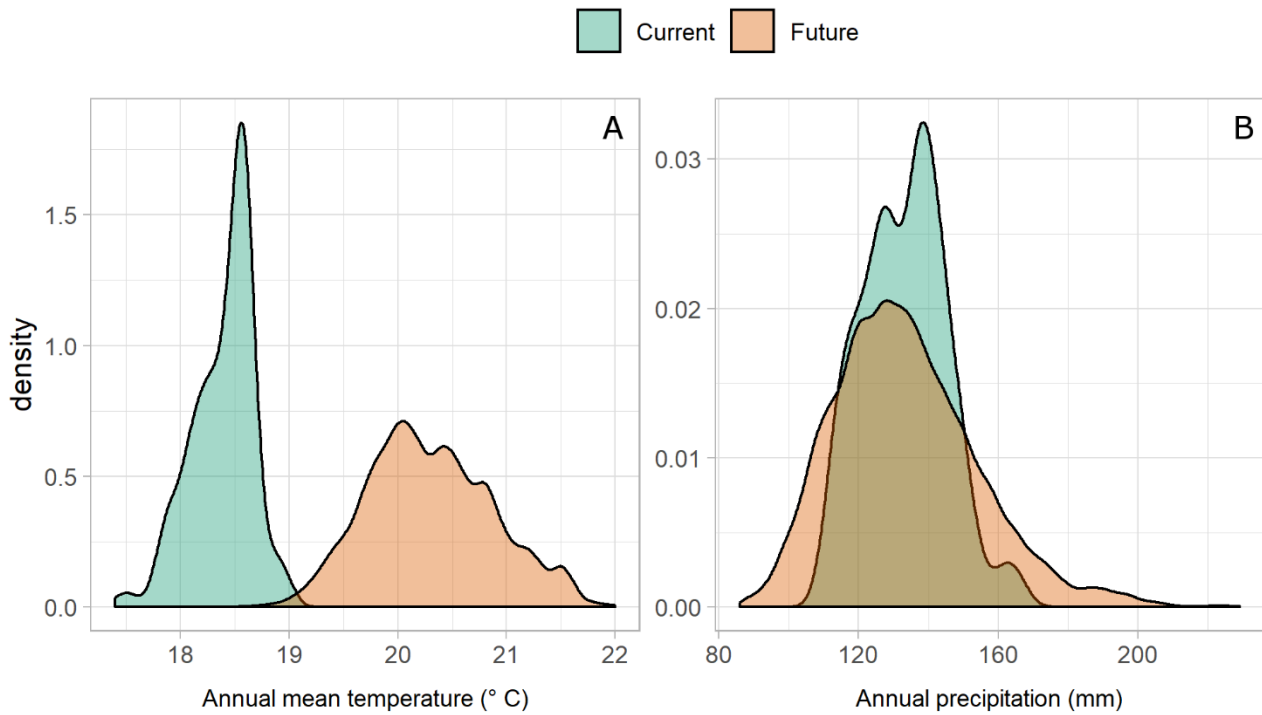 Current Future
A
B
density
1.5
1.0
0.5
0.0
18 19 20 21 22
Annual mean temperature (° C)
0.03
0.02
0.01
0.00
80 120 160 200
Annual precipitation (mm)